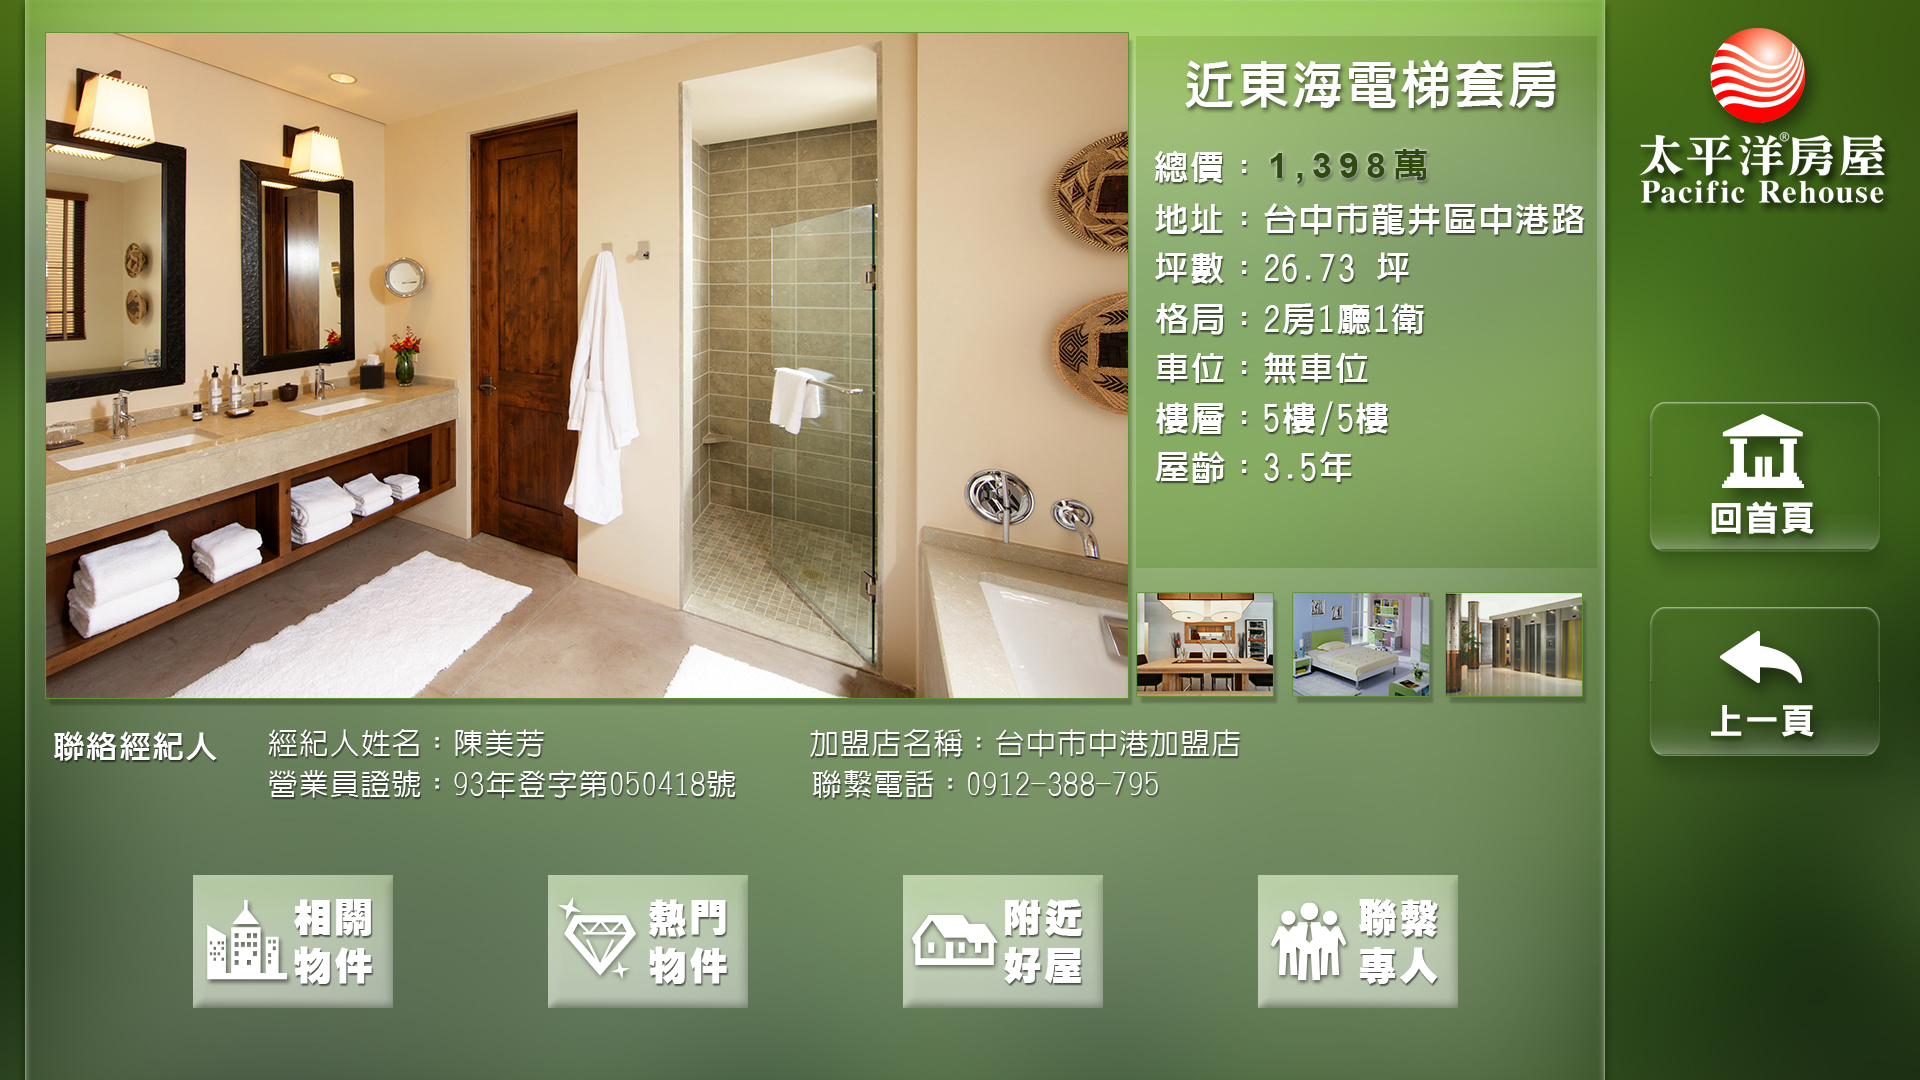 近東海電梯套房
總價：1,398萬
地址：台中市龍井區中港路
坪數：26.73 坪
格局：2房1廳1衛
車位：無車位
樓層：5樓/5樓
屋齡：3.5年
太平洋房屋®
Pacific Rehouse
回首頁
上一頁
聯絡經紀人
經紀人姓名：陳美芳
營業員證號：93年登字第050418號
加盟店名稱：台中市中港加盟店
聯繫電話：0912-388-795
相關
物件
熱門
物件
附近
好屋
聯繫
專人